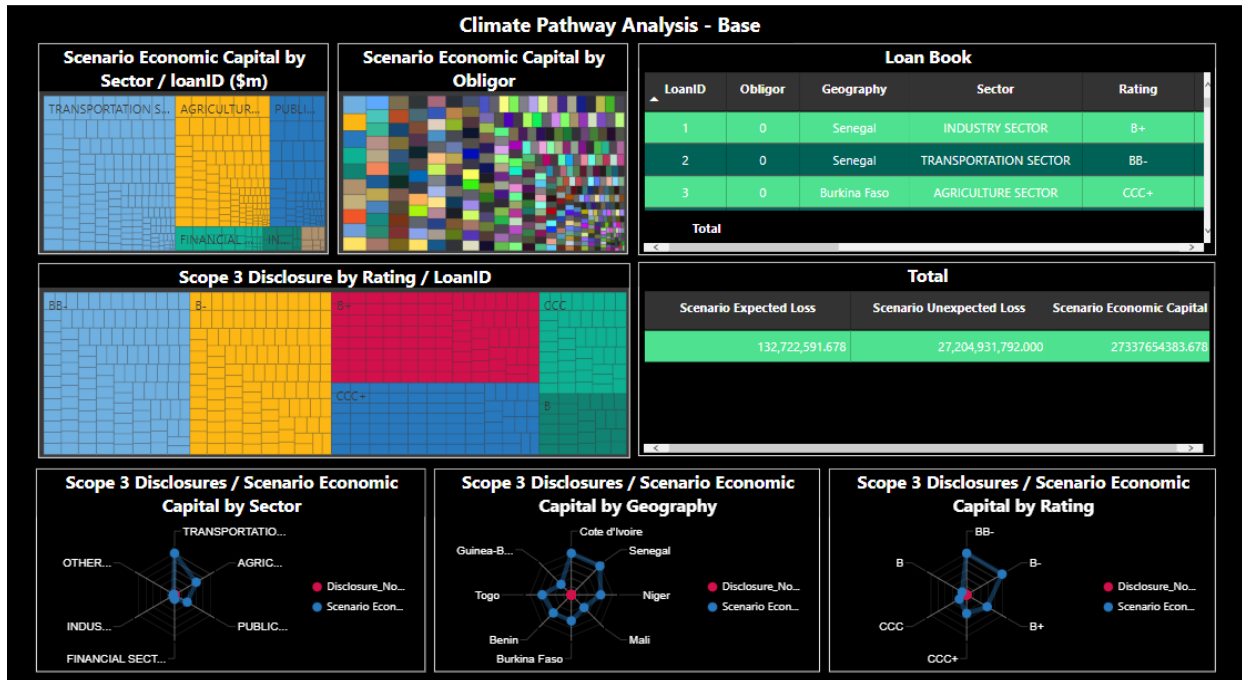 Climate Pathway Analysis - Base
Scenario Economic Capital by
Sector / loanID ($m)
TRANSPORTATION S...
AGRICULTUR...
PUBLI...
FINANCIAL ...
IN...
Scenario Economic Capital by
Obligor
Loan Book
LoanID Obligor Geography Sector Rating
1 0 Senegal INDUSTRY SECTOR B+
2 0 Senegal TRANSPORTATION SECTOR BB-
3 0 Burkina Faso AGRICULTURE SECTOR CCC+
Total
Scope 3 Disclosure by Rating / LoanID
BB-
B-
B+
CCC
CCC+
B
Total
Scenario Expected Loss Scenario Unexpected Loss Scenario Economic Capital
132,722,591.678 27,204,931,792.000 27337654383.678
Scope 3 Disclosures / Scenario Economic
Capital by Sector
TRANSPORTATIO...
AGRIC...
PUBLIC...
FINANCIAL SECT...
INDUS...
OTHER...
Disclosure_No...
Scenario Econ...
Scope 3 Disclosures / Scenario Economic
Capital by Geography
Cote d'Ivoire
Senegal
Niger
Mali
Burkina Faso
Benin
Togo
Guinea-B...
Disclosure_No...
Scenario Econ...
Scope 3 Disclosures / Scenario Economic
Capital by Rating
BB-
B-
B+
CCC+
CCC
B
Disclosure_No...
Scenario Econ...